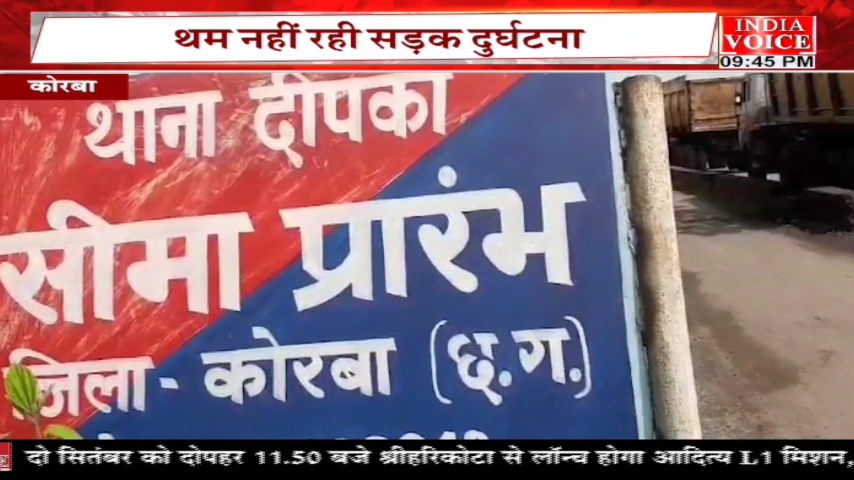 थम नहीं रही सड़क दुर्घटना
INDIA
VOICE
09:45 PM
कोरबा
थाना दीपका
सीमा प्रारंभ
जिला - कोरबा (छ.ग.)
दो सितंबर को दोपहर 11.50 बजे श्रीहरिकोटा से लॉन्च होगा आदित्य L1 मिशन,